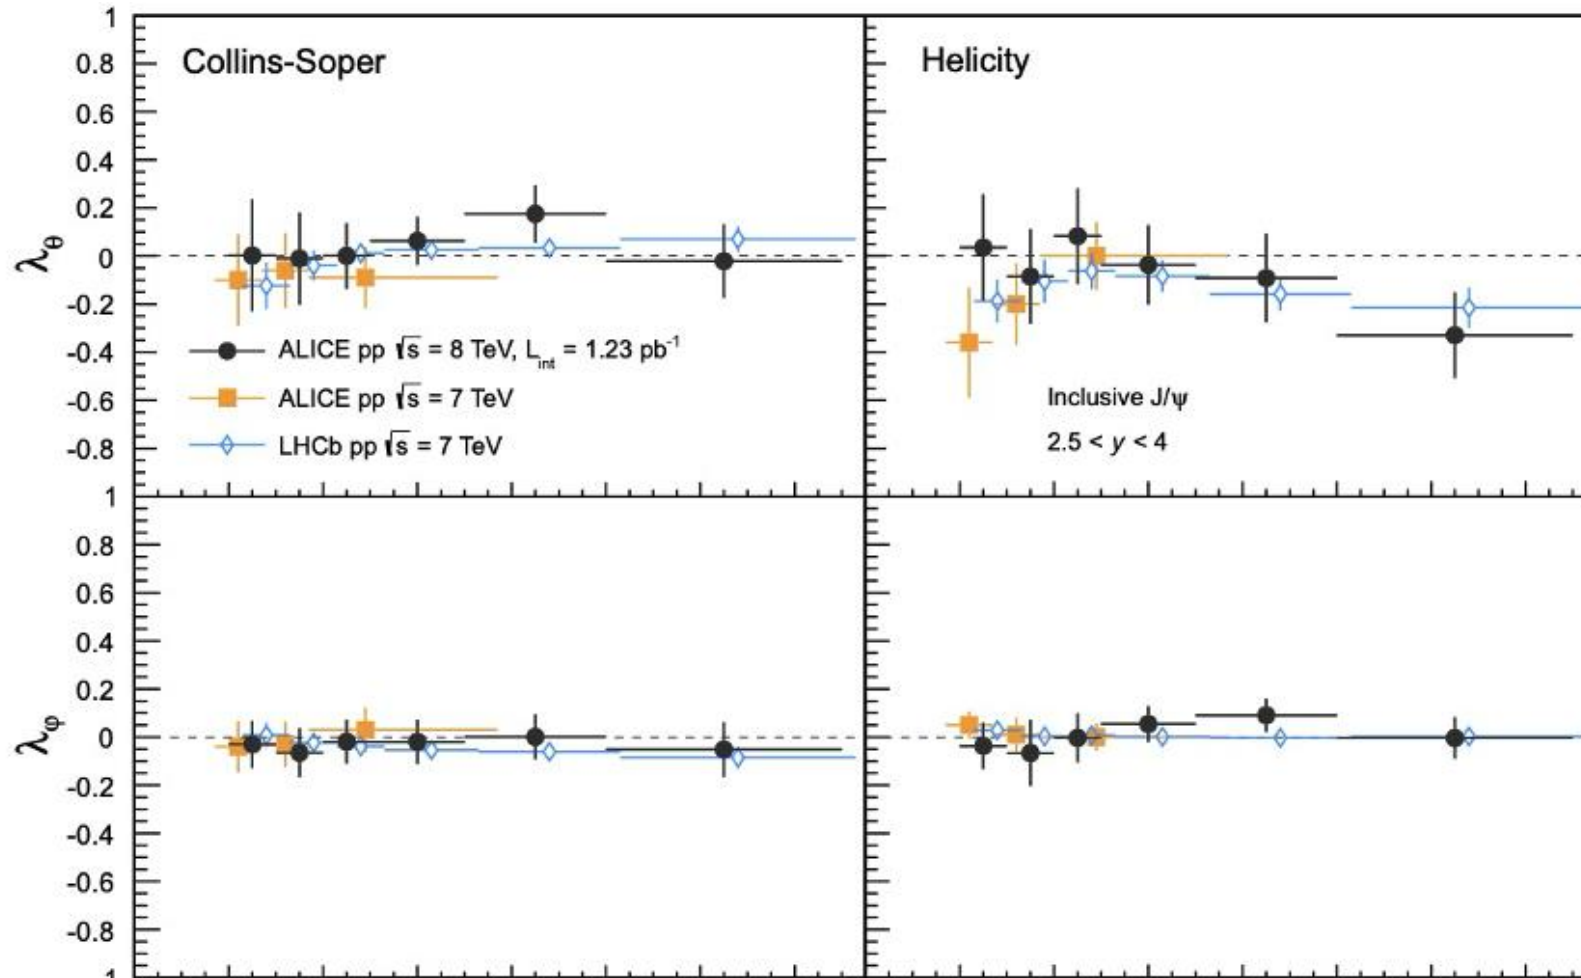 1
0.8
0.6
0.4
0.2
0
-0.2
-0.4
-0.6
-0.8
λθ
Collins-Soper
ALICE pp √s = 8 TeV, Lint = 1.23 pb-1
ALICE pp √s = 7 TeV
LHCb pp √s = 7 TeV
Helicity
Inclusive J/ψ
2.5 < y < 4
1
0.8
0.6
0.4
0.2
0
-0.2
-0.4
-0.6
-0.8
λφ